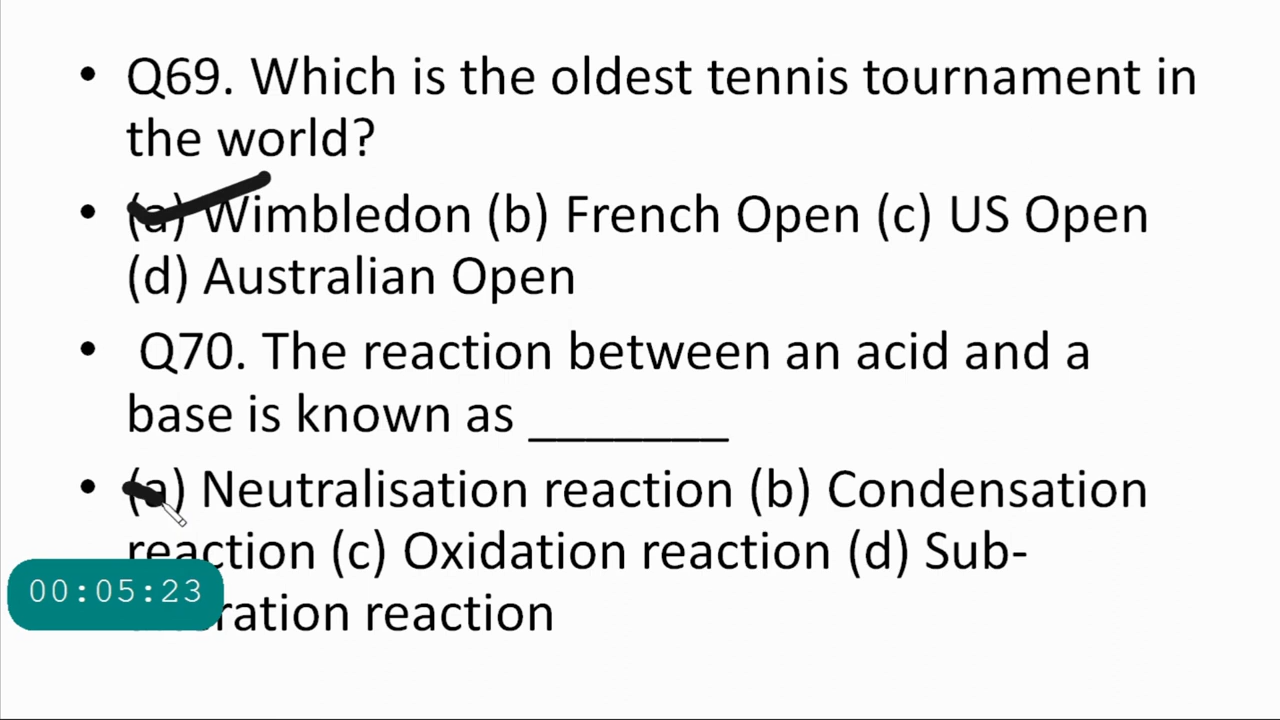 • Q69. Which is the oldest tennis tournament in
the world?
• (a) Wimbledon (b) French Open (c) US Open
(d) Australian Open
• Q70. The reaction between an acid and a
base is known as _______
• (a) Neutralisation reaction (b) Condensation
reaction (c) Oxidation reaction (d) Sub-
reaction
00:05:23